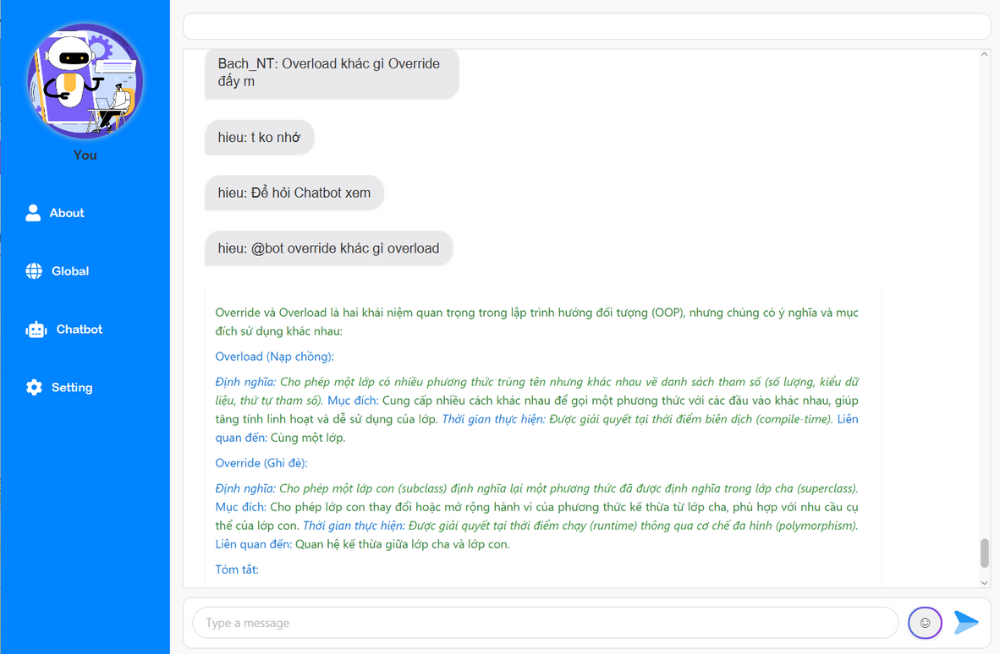 You
About
Global
Chatbot
Setting
Bach_NT: Overload khác gì Override
đấy m
hieu: t ko nhớ
hieu: Để hỏi Chatbot xem
hieu: @bot override khác gì overload
Override và Overload là hai khái niệm quan trọng trong lập trình hướng đối tượng (OOP), nhưng chúng có ý nghĩa và mục
đích sử dụng khác nhau:
Overload (Nạp chồng):
Định nghĩa: Cho phép một lớp có nhiều phương thức trùng tên nhưng khác nhau về danh sách tham số (số lượng, kiểu dữ
liệu, thứ tự tham số). Mục đích: Cung cấp nhiều cách khác nhau để gọi một phương thức với các đầu vào khác nhau, giúp
tăng tính linh hoạt và dễ sử dụng của lớp. Thời gian thực hiện: Được giải quyết tại thời điểm biên dịch (compile-time). Liên
quan đến: Cùng một lớp.
Override (Ghi đè):
Định nghĩa: Cho phép một lớp con (subclass) định nghĩa lại một phương thức đã được định nghĩa trong lớp cha (superclass).
Mục đích: Cho phép lớp con thay đổi hoặc mở rộng hành vi của phương thức kế thừa từ lớp cha, phù hợp với nhu cầu cụ
thể của lớp con. Thời gian thực hiện: Được giải quyết tại thời điểm chạy (runtime) thông qua cơ chế đa hình (polymorphism).
Liên quan đến: Quan hệ kế thừa giữa lớp cha và lớp con.
Tóm tắt:
Type a message